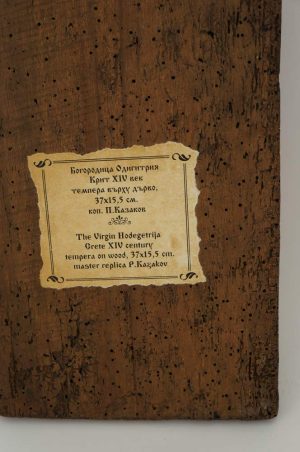 Богородица Одигитрия
Крит XIV век
темпера върху дърво,
37х15,5 см.
коп. П.Казаков
The Virgin Hodegetrija
Crete XIV century
tempera on wood, 37x15,5 cm.
master replica P.Kazakov